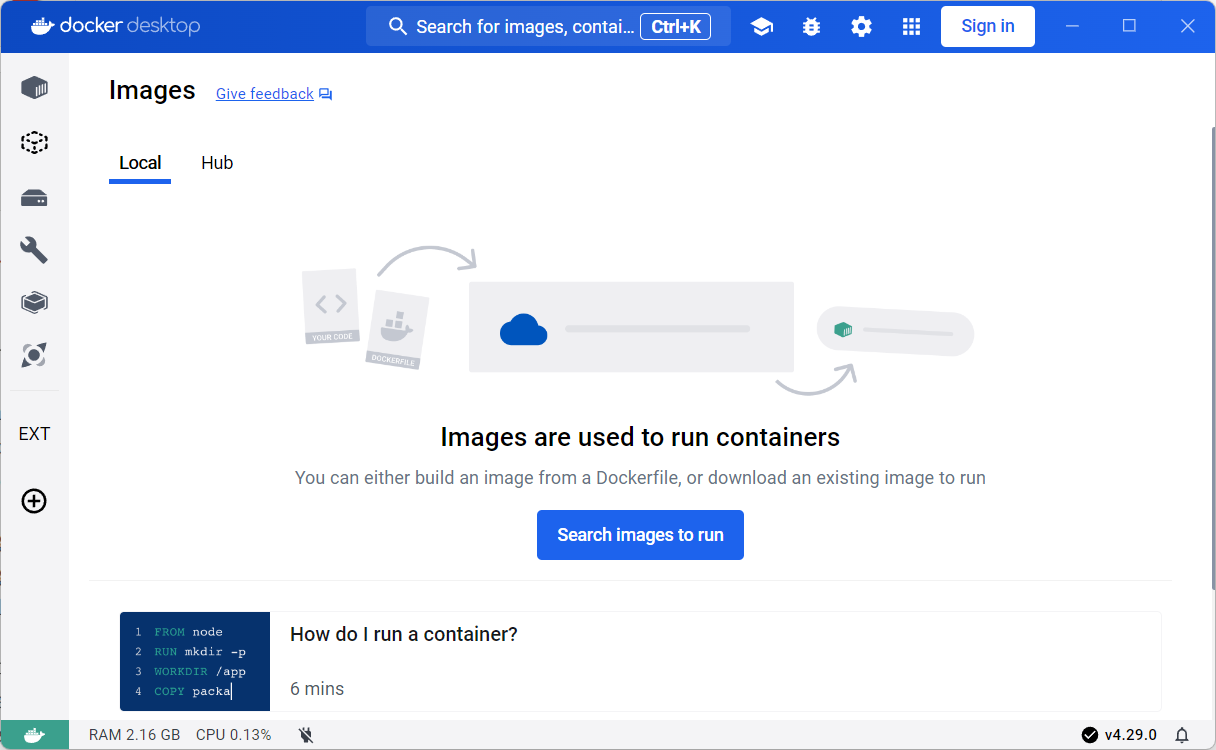 docker desktop
Search for images, contai... Ctrl+K
Sign in
Images Give feedback
Local Hub
YOUR CODE
DOCKERFILE
Images are used to run containers
You can either build an image from a Dockerfile, or download an existing image to run
Search images to run
EXT
1 FROM node
2 RUN mkdir -p
3 WORKDIR /app
4 COPY packa
How do I run a container?
6 mins
RAM 2.16 GB CPU 0.13% v4.29.0